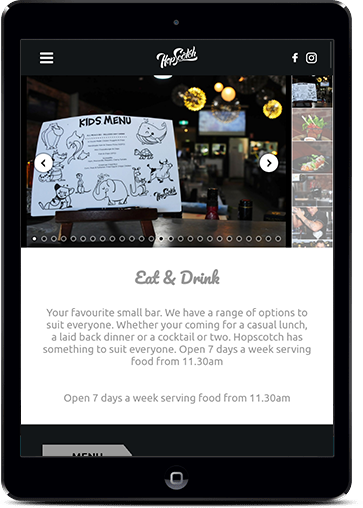 HopScotch
KIDS MENU
HopScotch
Eat & Drink
Your favourite small bar. We have a range of options to
suit everyone. Whether your coming for a casual lunch,
a laid back dinner or a cocktail or two. Hopscotch has
something to suit everyone. Open 7 days a week serving
food from 11.30am
Open 7 days a week serving food from 11.30am
MENU